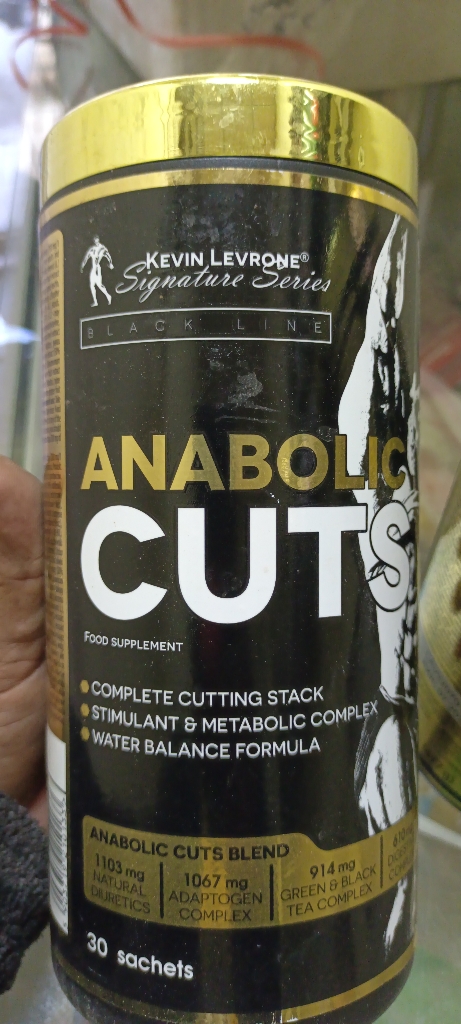 KEVIN LEVRONE®
Signature Series
BLACK LINE
ANABOLIC
CUTS
FOOD SUPPLEMENT
COMPLETE CUTTING STACK
STIMULANT & METABOLIC COMPLEX
WATER BALANCE FORMULA
ANABOLIC CUTS BLEND
1103 mg
NATURAL
DIURETICS
1067 mg
ADAPTOGEN
COMPLEX
914 mg
GREEN & BLACK
TEA COMPLEX
30 sachets